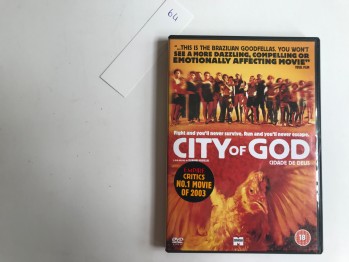 64
"...THIS IS THE BRAZILIAN GOODFELLAS. YOU WON'T
SEE A MORE DAZZLING, COMPELLING OR
EMOTIONALLY AFFECTING MOVIE"
Fight and you'll never survive. Run and you'll never escape.
CITY OF GOD
CIDADE DE DEUS
EMPIRE
CRITICS
NO.1 MOVIE
OF 2003
DVD
18